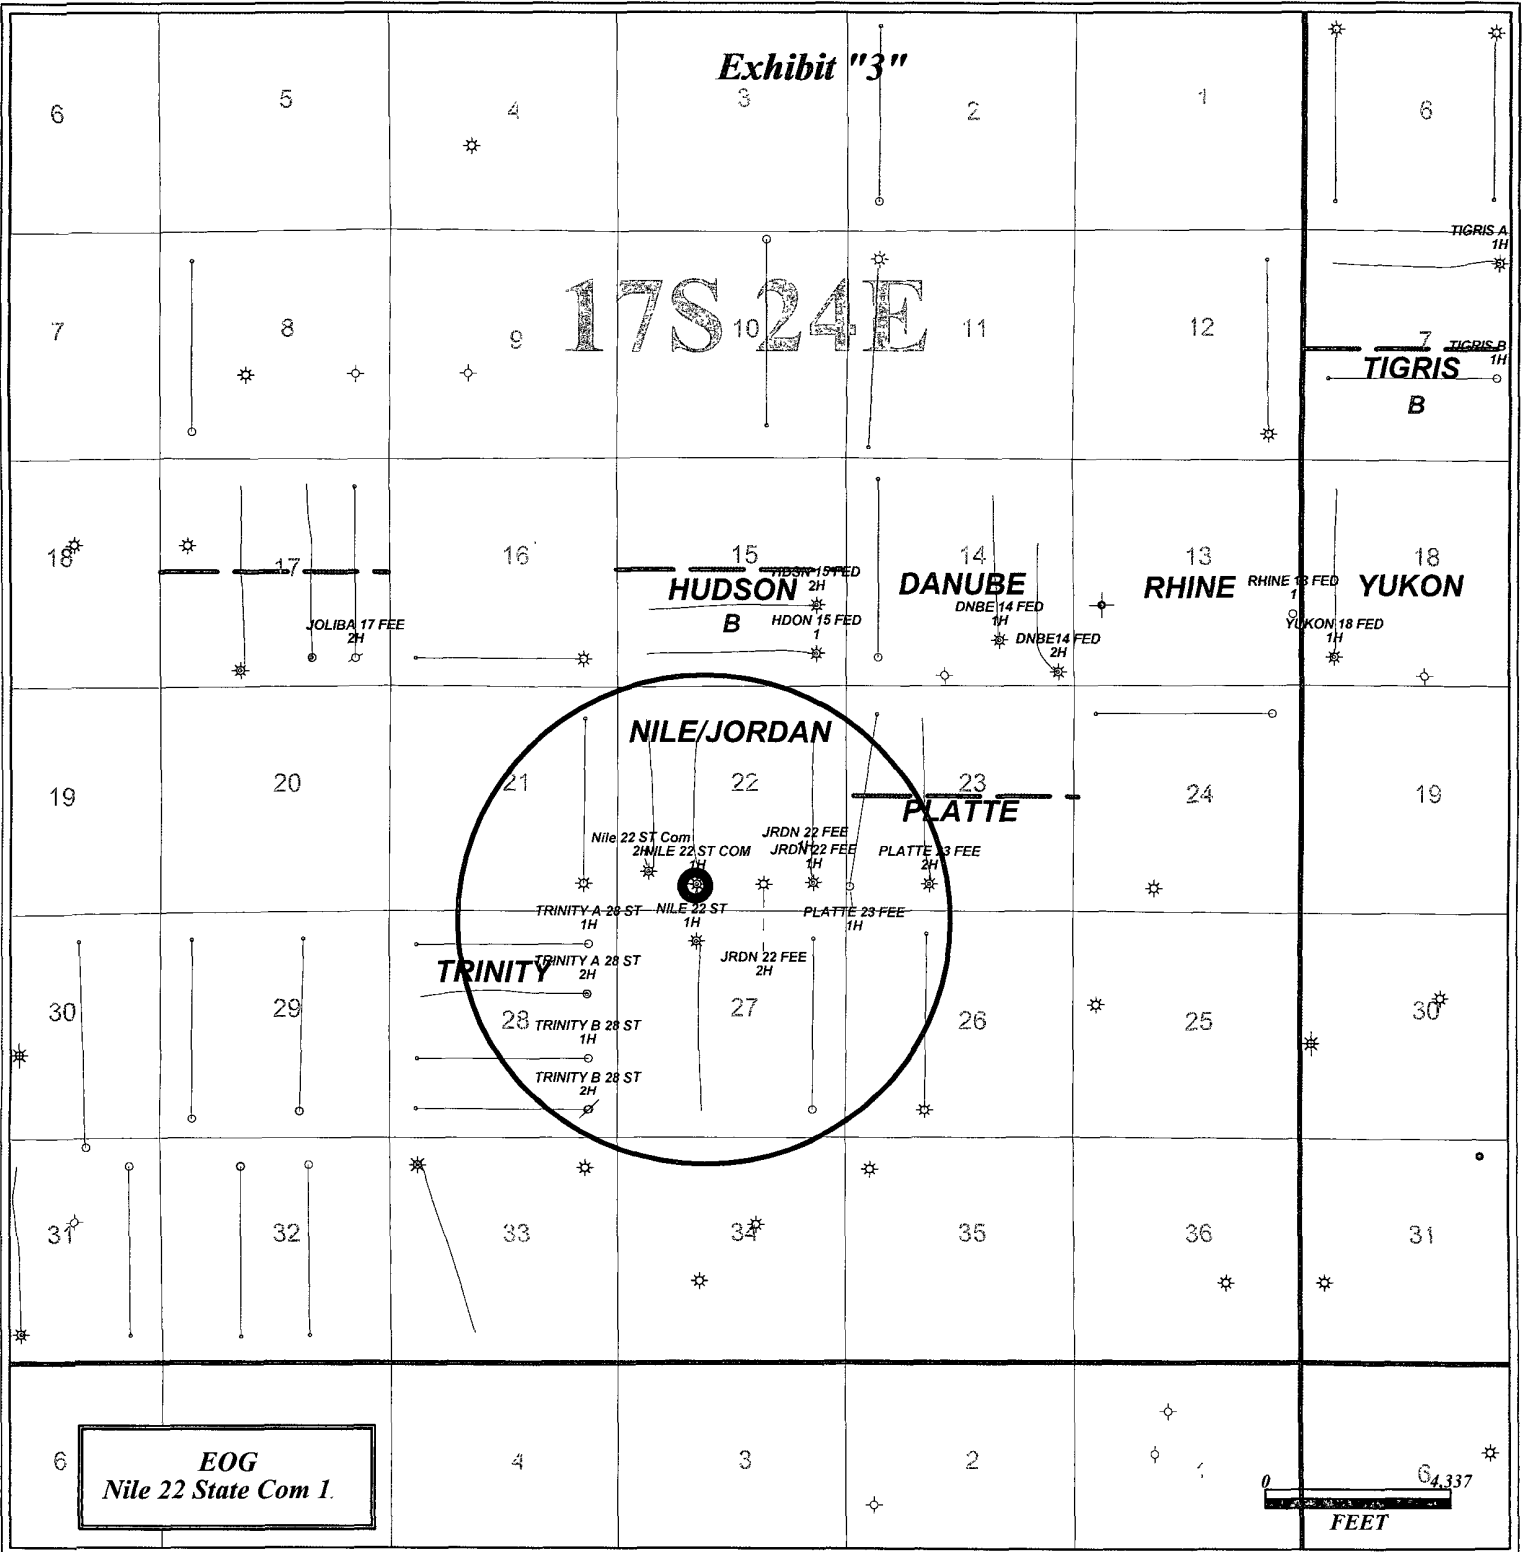 Exhibit "3"
6
5
4
3
2
1
6
TIGRIS A
1H
17S 24E
7
8
9
10
11
12
7
TIGRIS B
1H
TIGRIS
B
18
17
16
15
14
13
18
HUDSON
B
DANUBE
RHINE
YUKON
HBSN 15 FED
2H
HDON 15 FED
1
DNBE 14 FED
1H
DNBE14 FED
2H
RHINE 13 FED
1
YUKON 18 FED
1H
JOLIBA 17 FEE
2H
NILE/JORDAN
19
20
21
22
23
24
19
PLATTE
Nile 22 ST Com
2H
NILE 22 ST COM
1H
JRDN 22 FEE
1H
JRDN 22 FEE
1H
PLATTE 23 FEE
2H
TRINITY A 28 ST
1H
NILE 22 ST
1H
PLATTE 23 FEE
1H
TRINITY
TRINITY A 28 ST
2H
JRDN 22 FEE
2H
30
29
28
27
26
25
30
TRINITY B 28 ST
1H
TRINITY B 28 ST
2H
31
32
33
34
35
36
31
6
4
3
2
6
EOG
Nile 22 State Com 1.
0
4,337
FEET